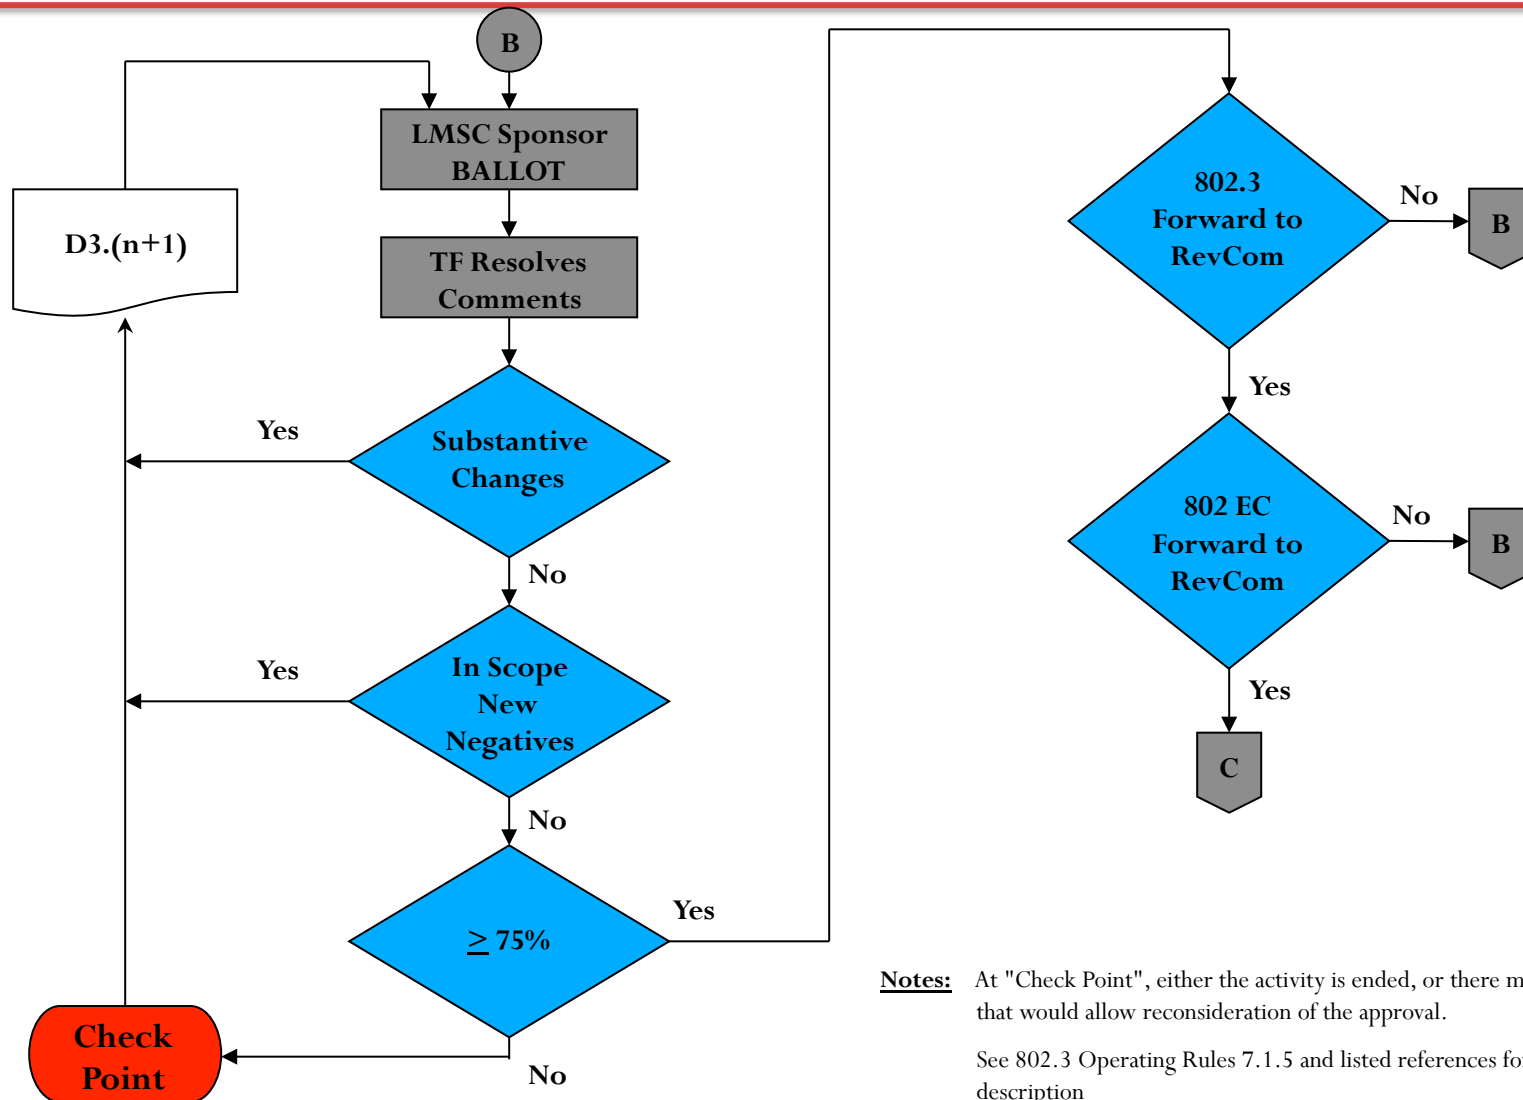 B
LMSC Sponsor
BALLOT
D3.(n+1)
TF Resolves
Comments
Yes
Substantive
Changes
No
Yes
In Scope
New
Negatives
No
≥ 75%
Yes
Check
Point
No
802.3
Forward to
RevCom
No
B
Yes
802 EC
Forward to
RevCom
No
B
Yes
C
Notes: At "Check Point", either the activity is ended, or there
that would allow reconsideration of the approval.
See 802.3 Operating Rules 7.1.5 and listed references
description